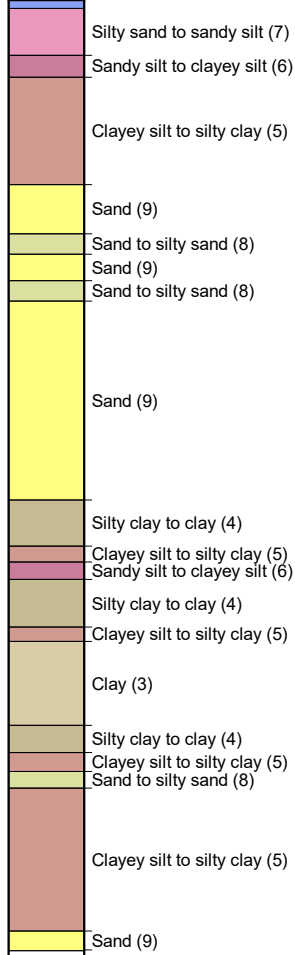 Silty sand to sandy silt (7)
Sandy silt to clayey silt (6)
Clayey silt to silty clay (5)
Sand (9)
Sand to silty sand (8)
Sand (9)
Sand to silty sand (8)
Sand (9)
Silty clay to clay (4)
Clayey silt to silty clay (5)
Sandy silt to clayey silt (6)
Silty clay to clay (4)
Clayey silt to silty clay (5)
Clay (3)
Silty clay to clay (4)
Clayey silt to silty clay (5)
Sand to silty sand (8)
Clayey silt to silty clay (5)
Sand (9)